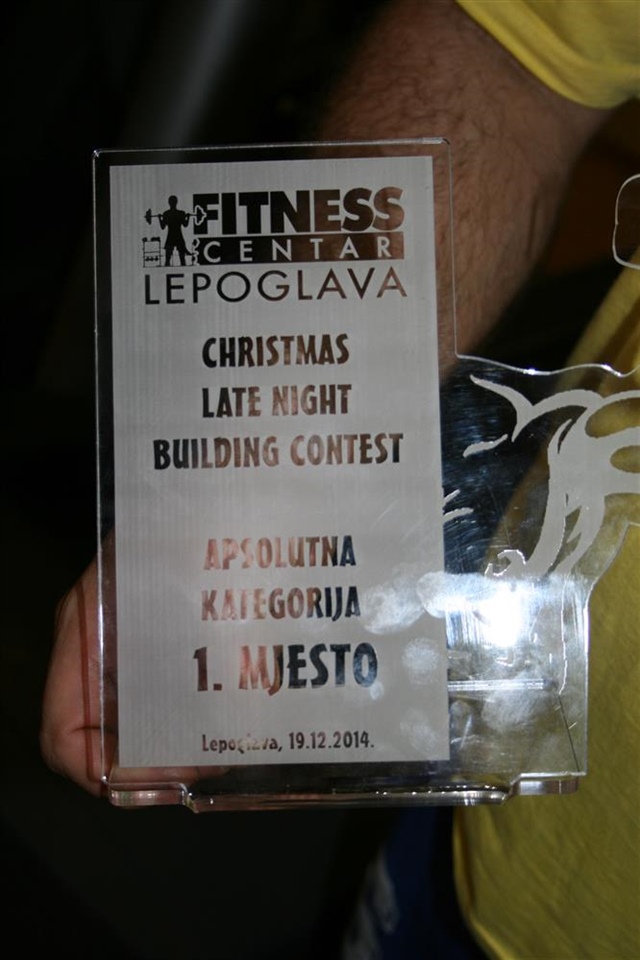 FITNESS
CENTAR
LEPOGLAVA
CHRISTMAS
LATE NIGHT
BUILDING CONTEST
APSOLUTNA
KATEGORIJA
1. MJESTO
Lepoglava, 19.12.2014.